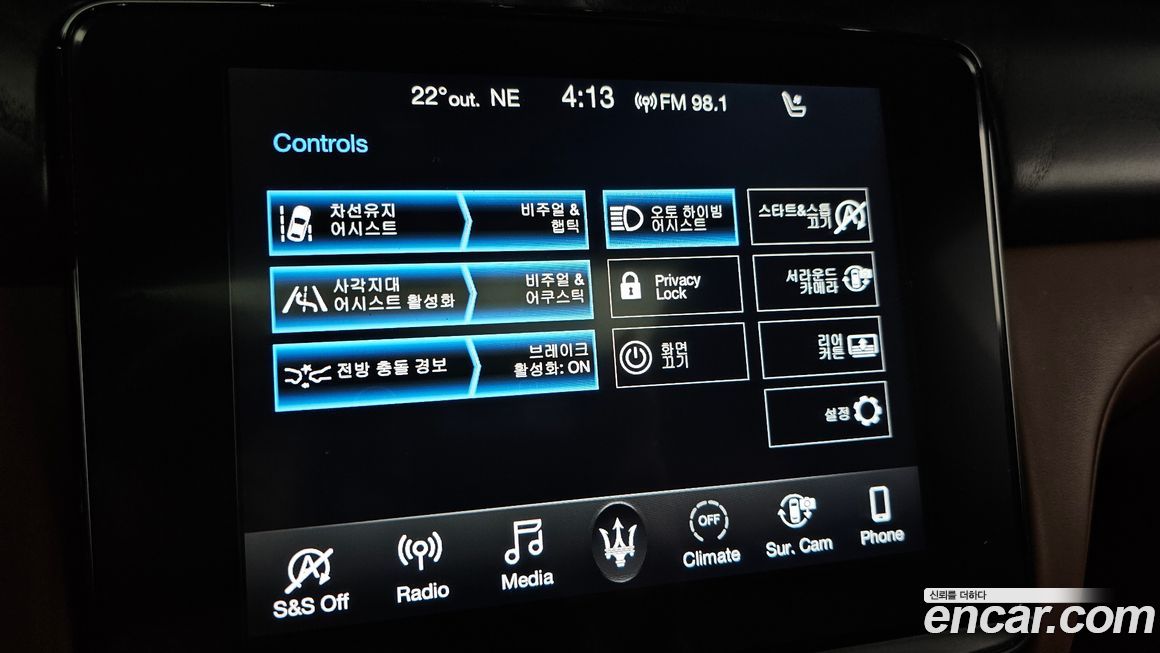 22° out. NE 4:13 FM 98.1
Controls
차선유지
어시스트
비주얼 &
햅틱
오토 하이빔
어시스트
스타트&스톱
끄기
사각지대
어시스트 활성화
비주얼 &
어쿠스틱
Privacy
Lock
서라운드
카메라
전방 충돌 경보
브레이크
활성화: ON
화면
끄기
리어
커튼
설정
S&S Off
Radio
Media
OFF
Climate
Sur. Cam
Phone
신뢰를 더하다
encar.com